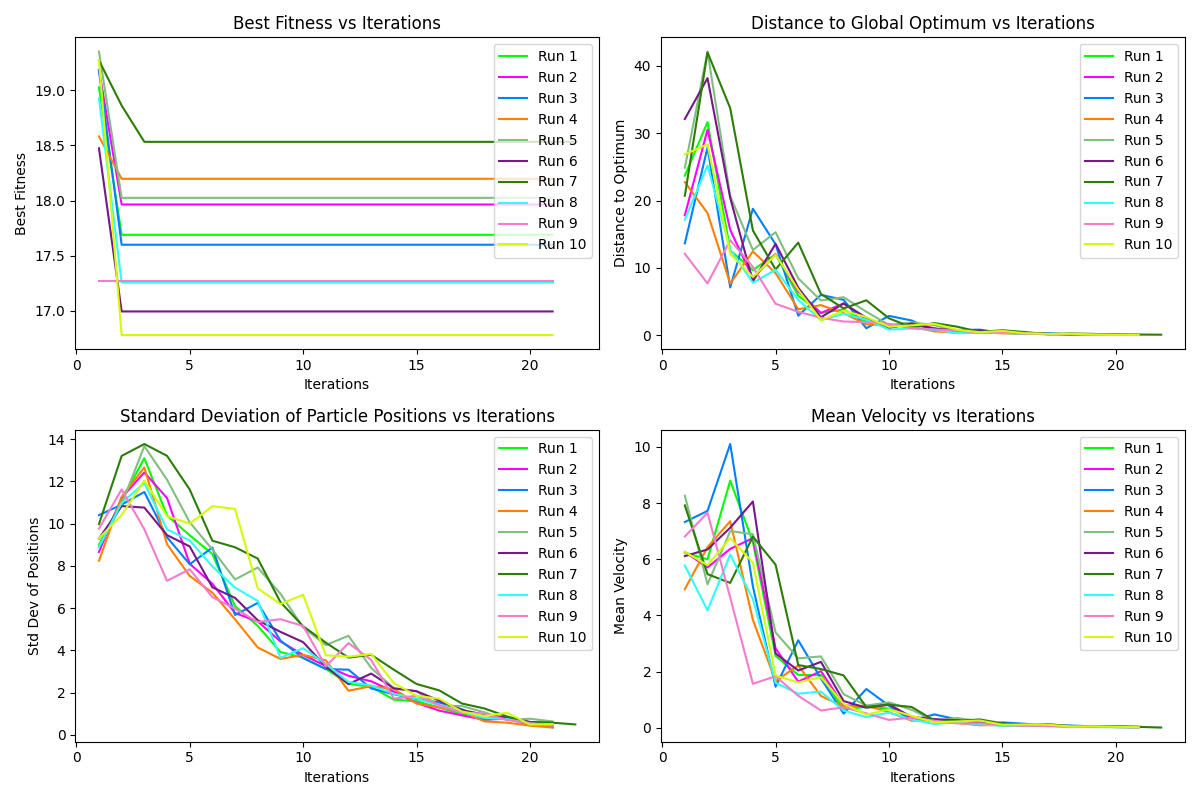 Best Fitness vs Iterations
Best Fitness
19.0
18.5
18.0
17.5
17.0
0
5
10
15
20
Iterations
Run 1
Run 2
Run 3
Run 4
Run 5
Run 6
Run 7
Run 8
Run 9
Run 10
Distance to Global Optimum vs Iterations
Distance to Optimum
40
30
20
10
0
0
5
10
15
20
Iterations
Run 1
Run 2
Run 3
Run 4
Run 5
Run 6
Run 7
Run 8
Run 9
Run 10
Standard Deviation of Particle Positions vs Iterations
Std Dev of Positions
14
12
10
8
6
4
2
0
0
5
10
15
20
Iterations
Run 1
Run 2
Run 3
Run 4
Run 5
Run 6
Run 7
Run 8
Run 9
Run 10
Mean Velocity vs Iterations
Mean Velocity
10
8
6
4
2
0
0
5
10
15
20
Iterations
Run 1
Run 2
Run 3
Run 4
Run 5
Run 6
Run 7
Run 8
Run 9
Run 10